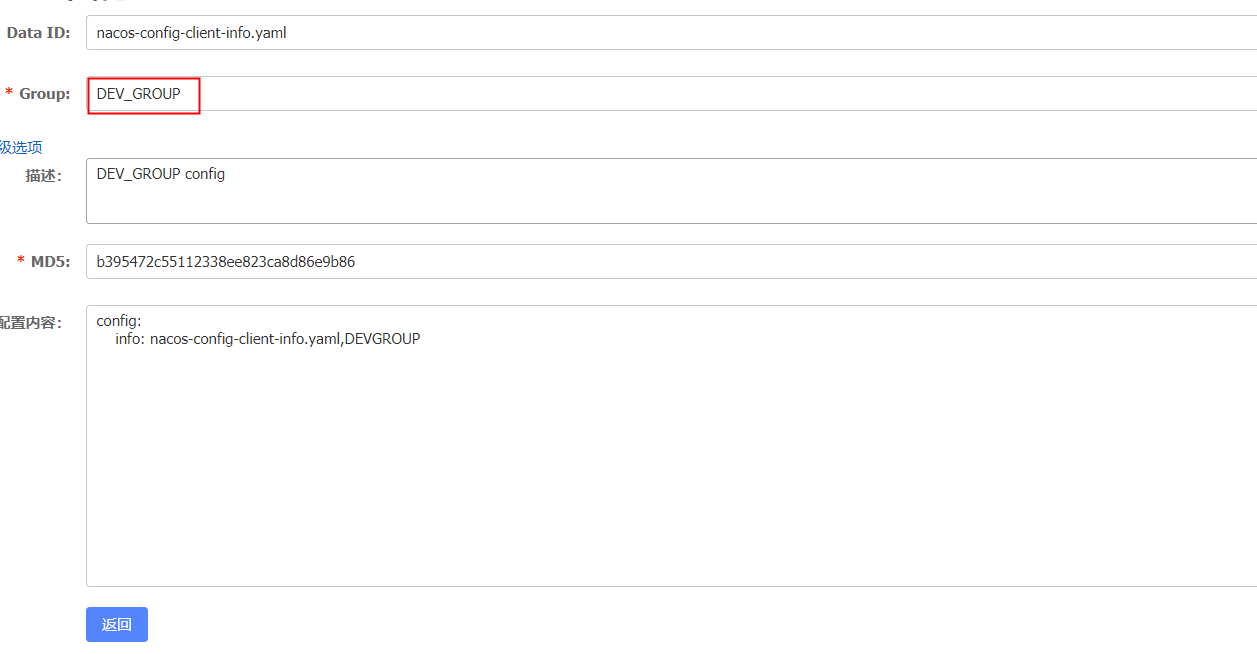 Data ID: nacos-config-client-info.yaml
* Group: DEV_GROUP
级选项
描述: DEV_GROUP config
* MD5: b395472c55112338ee823ca8d86e9b86
配置内容: config:
info: nacos-config-client-info.yaml,DEVGROUP
返回